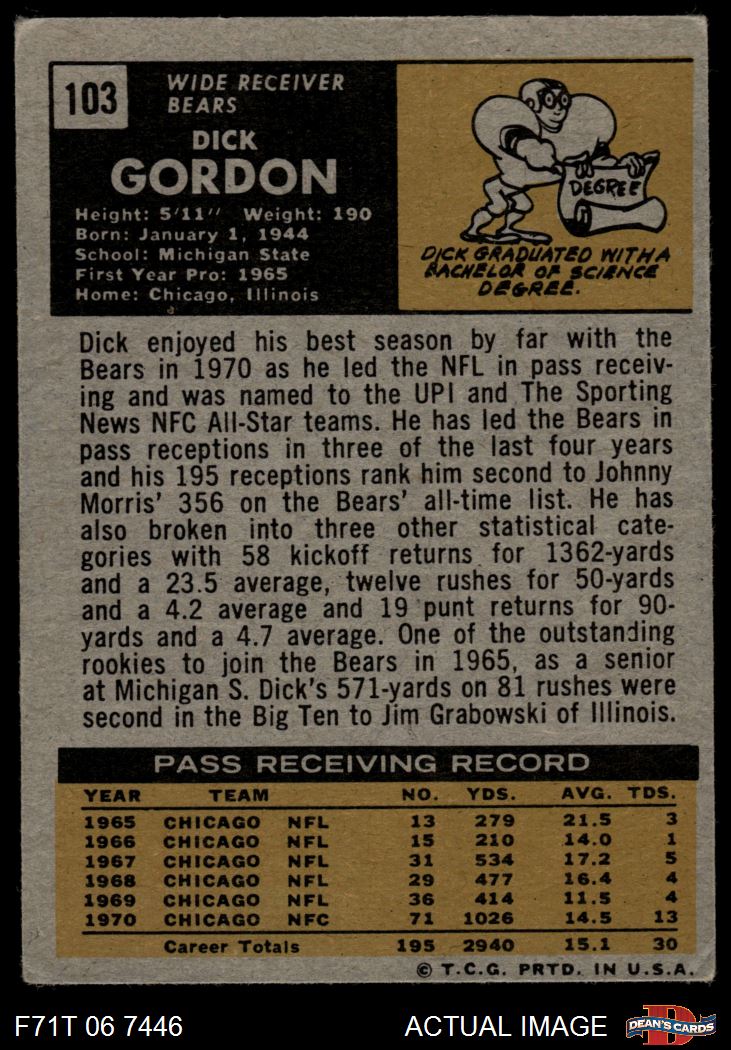 103
WIDE RECEIVER
BEARS
DICK
GORDON
Height: 5'11" Weight: 190
Born: January 1, 1944
School: Michigan State
First Year Pro: 1965
Home: Chicago, Illinois
DEGREE
DICK GRADUATED WITH A
BACHELOR OF SCIENCE
DEGREE.
Dick enjoyed his best season by far with the
Bears in 1970 as he led the NFL in pass receiv-
ing and was named to the UPI and The Sporting
News NFC All-Star teams. He has led the Bears in
pass receptions in three of the last four years
and his 195 receptions rank him second to Johnny
Morris' 356 on the Bears' all-time list. He has
also broken into three other statistical cate-
gories with 58 kickoff returns for 1362-yards
and a 23.5 average, twelve rushes for 50-yards
and a 4.2 average and 19 punt returns for 90-
yards and a 4.7 average. One of the outstanding
rookies to join the Bears in 1965, as a senior
at Michigan S. Dick's 571-yards on 81 rushes were
second in the Big Ten to Jim Grabowski of Illinois.
PASS RECEIVING RECORD
YEAR TEAM NO. YDS. AVG. TDS.
1965 CHICAGO NFL 13 279 21.5 3
1966 CHICAGO NFL 15 210 14.0 1
1967 CHICAGO NFL 31 534 17.2 5
1968 CHICAGO NFL 29 477 16.4 4
1969 CHICAGO NFL 36 414 11.5 4
1970 CHICAGO NFC 71 1026 14.5 13
Career Totals 195 2940 15.1 30
© T.C.G. PRTD. IN U.S.A.
F71T 06 7446 ACTUAL IMAGE DEAN'S CARDS